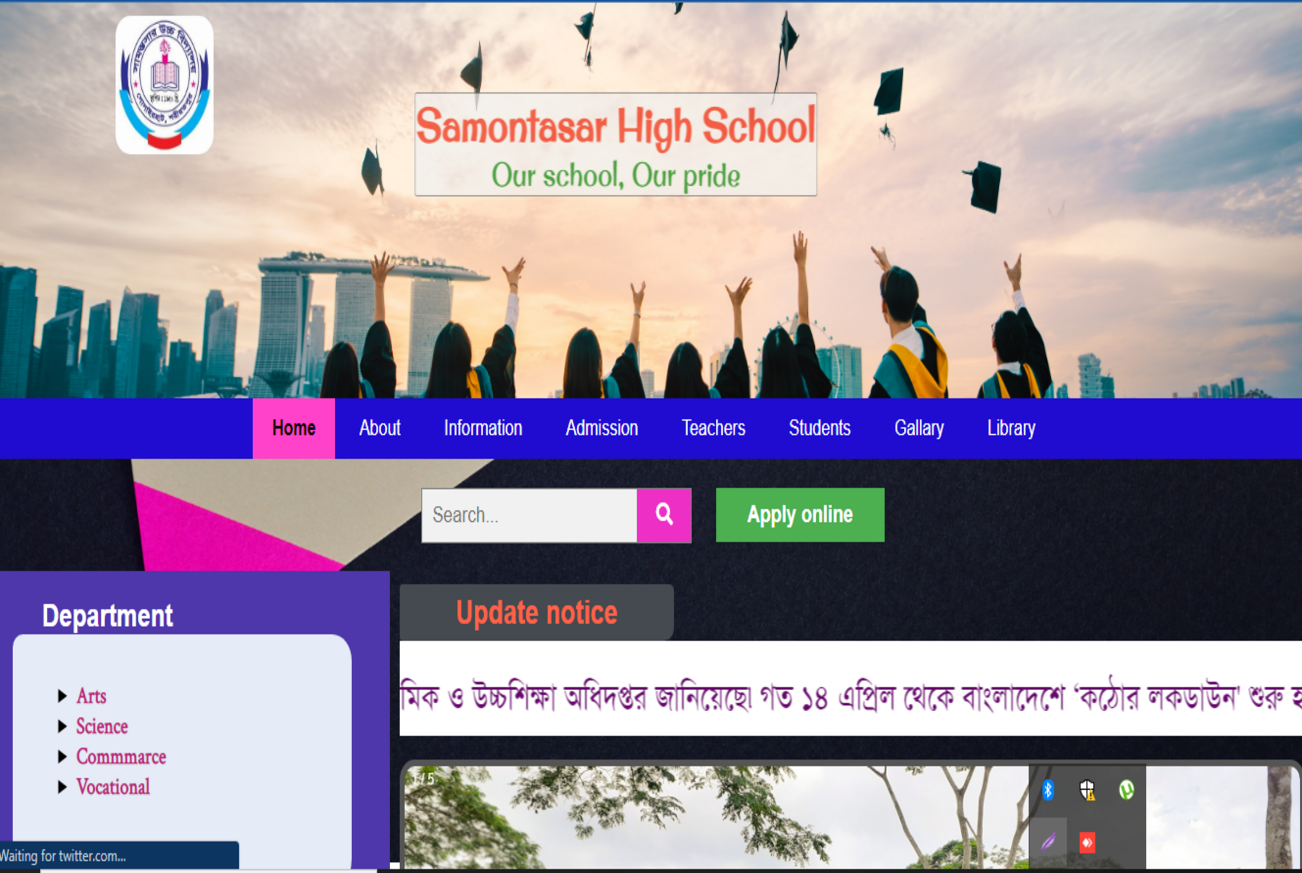 Samontasar High School
Our school, Our pride
Home About Information Admission Teachers Students Gallary Library
Search...
Apply online
Department
Update notice
মিক ও উচ্চশিক্ষা অধিদপ্তর জানিয়েছে। গত ১৪ এপ্রিল থেকে বাংলাদেশে ‘কঠোর লকডাউন' শুরু হ
Arts
Science
Commmarce
Vocational
Waiting for twitter.com...